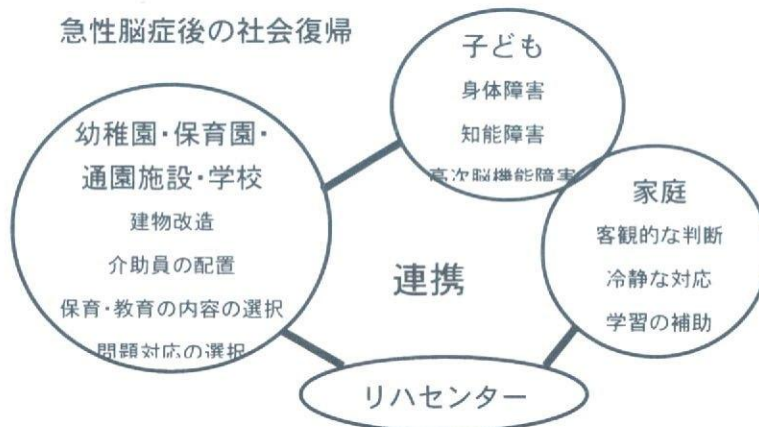 急性脳症後の社会復帰
子ども
身体障害
知能障害
高次脳機能障害
幼稚園・保育園・
通園施設・学校
建物改造
介助員の配置
保育・教育の内容の選択
問題対応の選択
家庭
客観的な判断
冷静な対応
学習の補助
連携
リハセンター